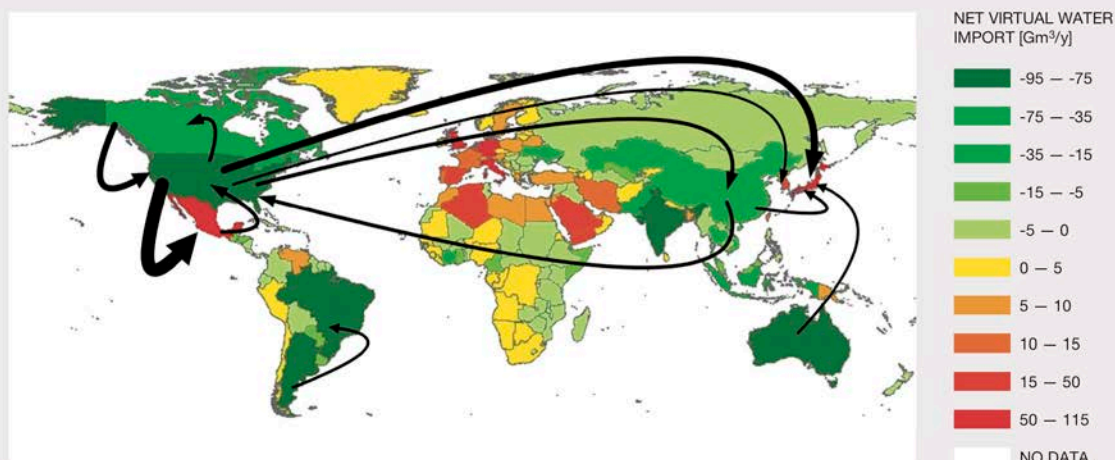 NET VIRTUAL WATER
IMPORT [Gm³/y]
-95 — -75
-75 — -35
-35 — -15
-15 — -5
-5 — 0
0 — 5
5 — 10
10 — 15
15 — 50
50 — 115
NO DATA